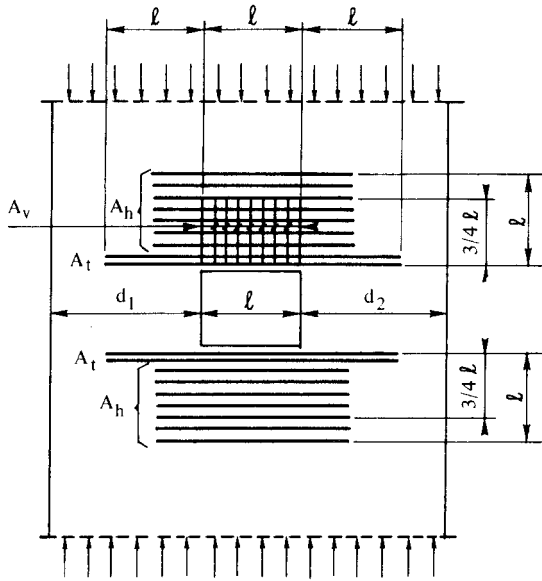 ℓ ℓ ℓ
A_v
A_h
A_t
3/4 ℓ
ℓ
d_1 ℓ d_2
A_t
A_h
3/4 ℓ
ℓ